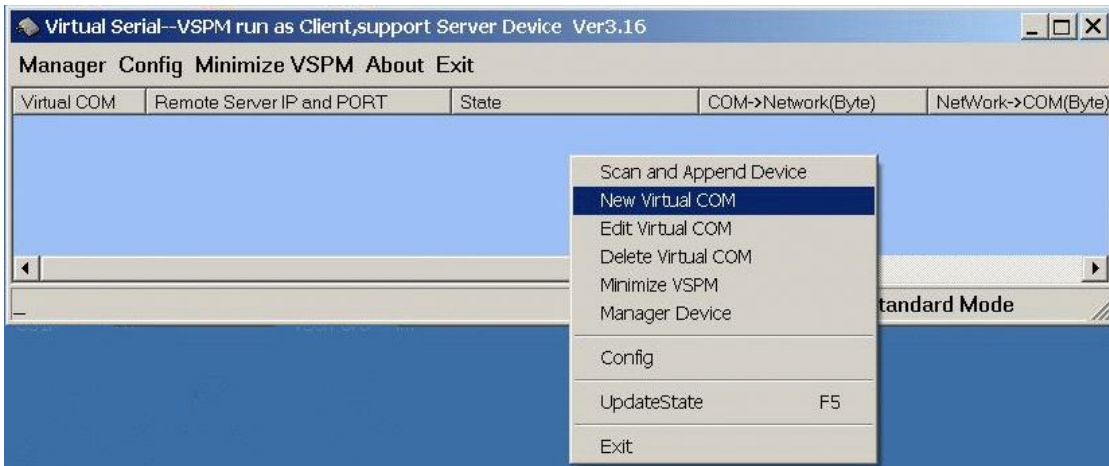 Virtual Serial--VSPM run as Client,support Server Device Ver3.16
Manager Config Minimize VSPM About Exit
Virtual COM Remote Server IP and PORT State COM->Network(Byte) NetWork->COM(Byte)
Scan and Append Device
New Virtual COM
Edit Virtual COM
Delete Virtual COM
Minimize VSPM
Manager Device
tandard Mode
Config
UpdateState F5
Exit